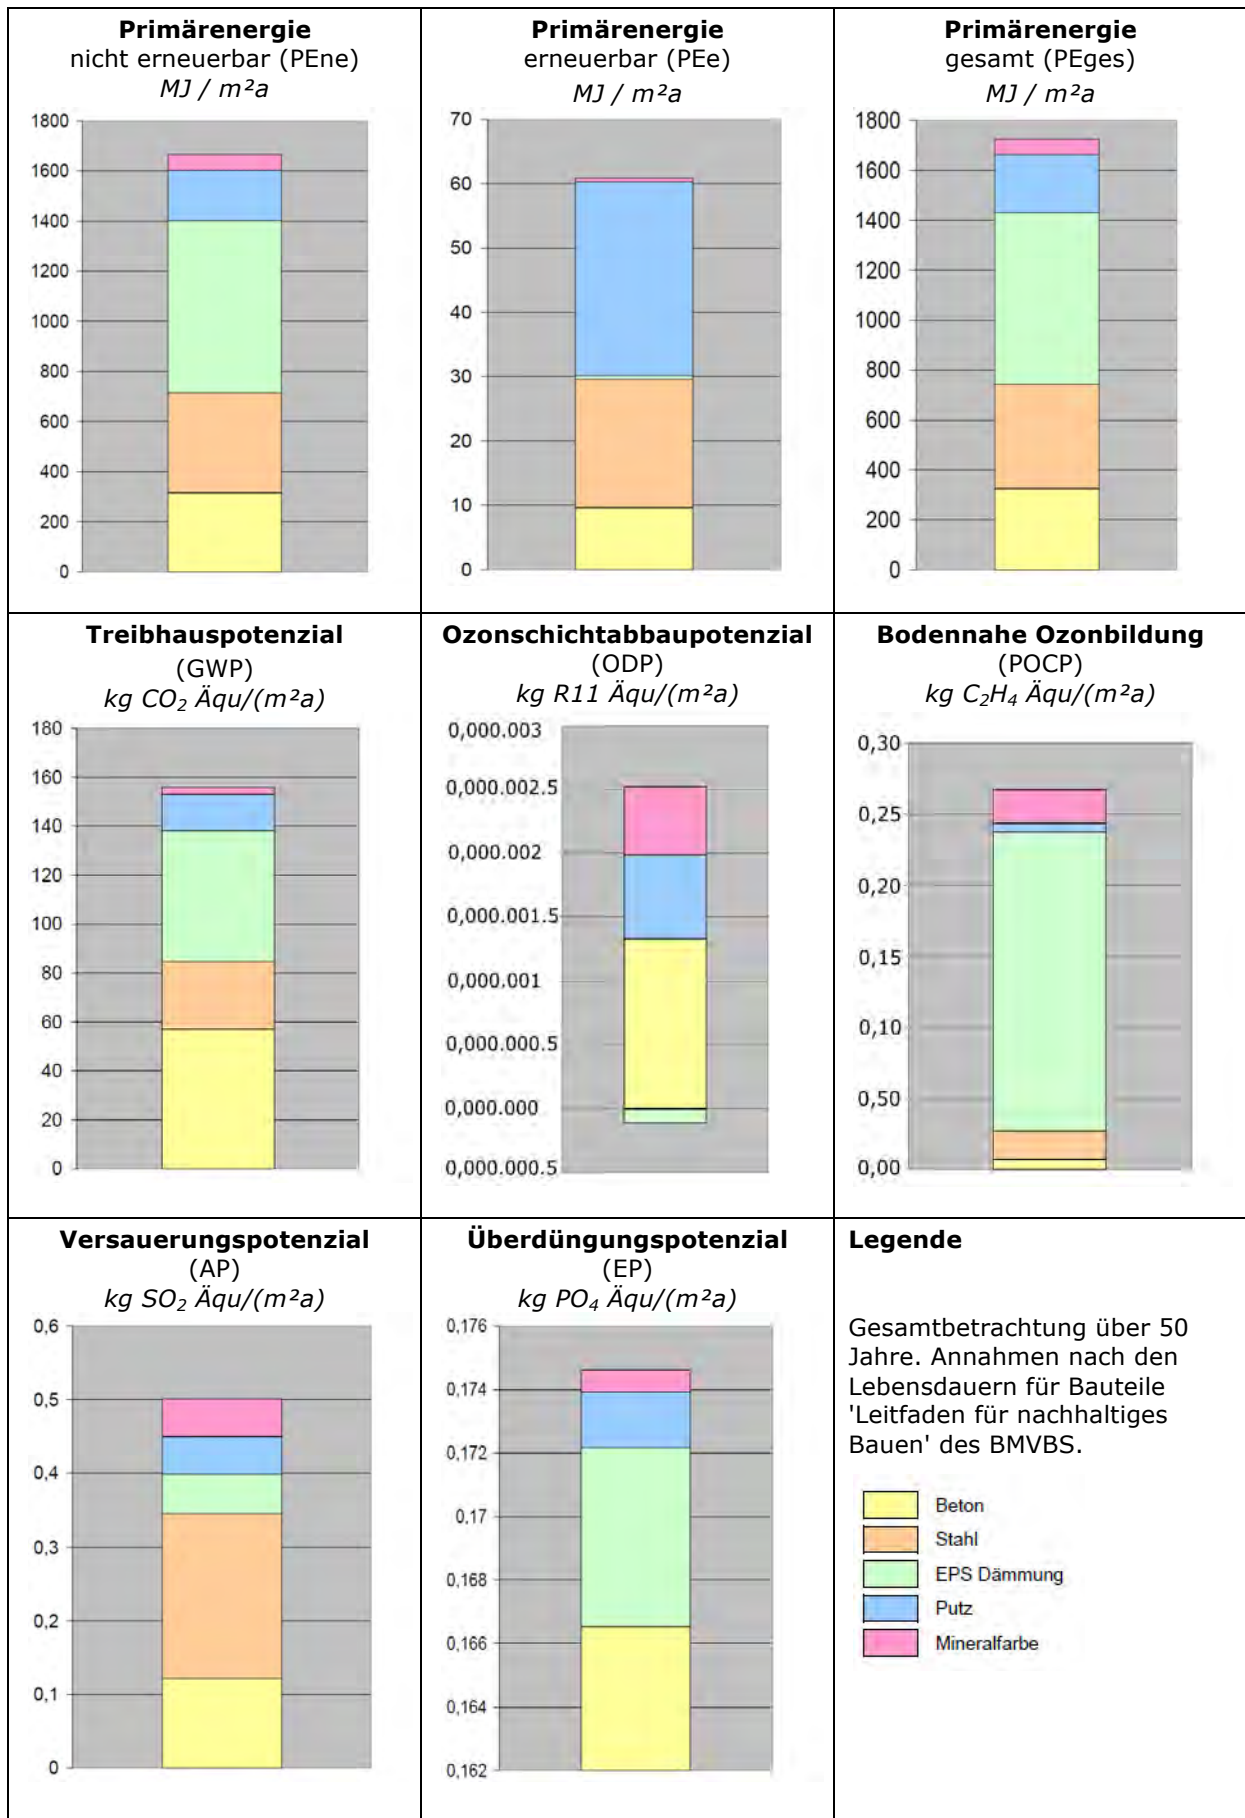 Primärenergie
nicht erneuerbar (PEne)
MJ / m²a
1800
1600
1400
1200
1000
800
600
400
200
0
Primärenergie
erneuerbar (PEe)
MJ / m²a
70
60
50
40
30
20
10
0
Primärenergie
gesamt (PEges)
MJ / m²a
1800
1600
1400
1200
1000
800
600
400
200
0
Treibhauspotenzial
(GWP)
kg CO₂ Äqu/(m²a)
180
160
140
120
100
80
60
40
20
0
Ozonschichtabbaupotenzial
(ODP)
kg R11 Äqu/(m²a)
0,000.003
0,000.002.5
0,000.002
0,000.001.5
0,000.001
0,000.000.5
0,000.000
0,000.000.5
Bodennahe Ozonbildung
(POCP)
kg C₂H₄ Äqu/(m²a)
0,30
0,25
0,20
0,15
0,10
0,50
0,00
Versauerungspotenzial
(AP)
kg SO₂ Äqu/(m²a)
0,6
0,5
0,4
0,3
0,2
0,1
0
Überdüngungspotenzial
(EP)
kg PO₄ Äqu/(m²a)
0,176
0,174
0,172
0,17
0,168
0,166
0,164
0,162
Legende
Gesamtbetrachtung über 50
Jahre. Annahmen nach den
Lebensdauern für Bauteile
'Leitfaden für nachhaltiges
Bauen' des BMVBS.
Beton
Stahl
EPS Dämmung
Putz
Mineralfarbe